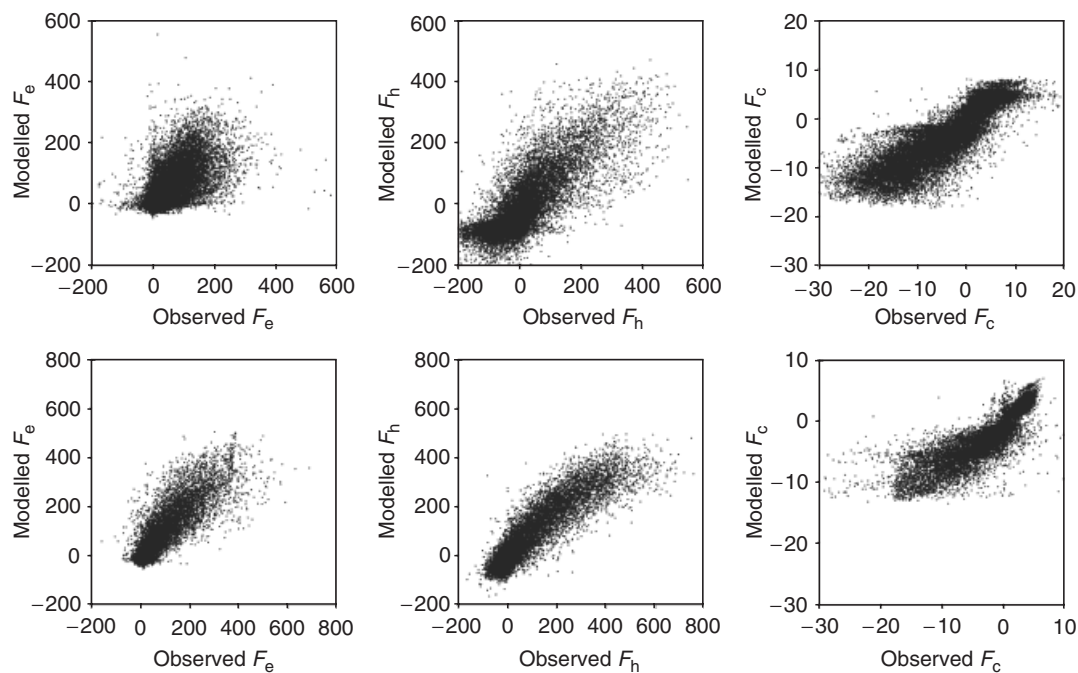 600
400
200
0
−200
Modelled Fe
−200 0 200 400 600
Observed Fe
600
400
200
0
−200
Modelled Fh
−200 0 200 400 600
Observed Fh
20
10
0
−10
−20
−30
Modelled Fc
−30 −20 −10 0 10 20
Observed Fc
800
600
400
200
0
−200
Modelled Fe
−200 0 200 400 600 800
Observed Fe
800
600
400
200
0
−200
Modelled Fh
−200 0 200 400 600 800
Observed Fh
10
0
−10
−20
−30
Modelled Fc
−30 −20 −10 0 10
Observed Fc